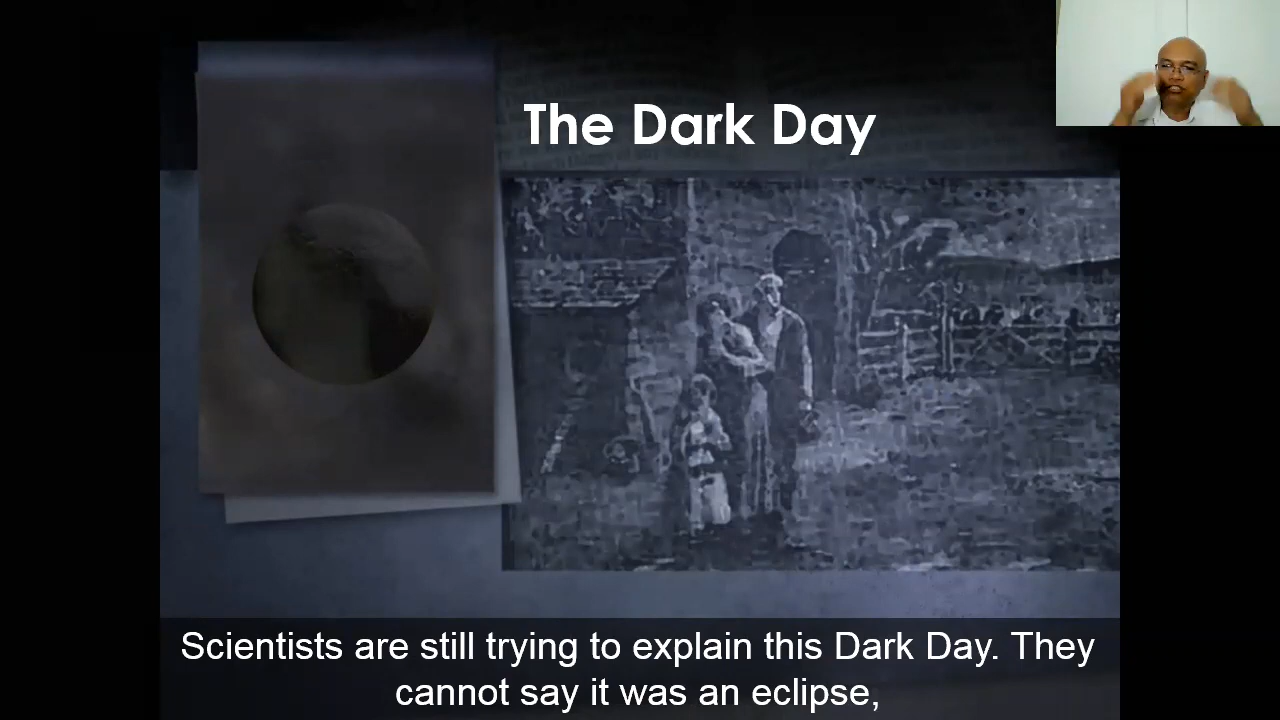 The Dark Day
Scientists are still trying to explain this Dark Day. They
cannot say it was an eclipse,